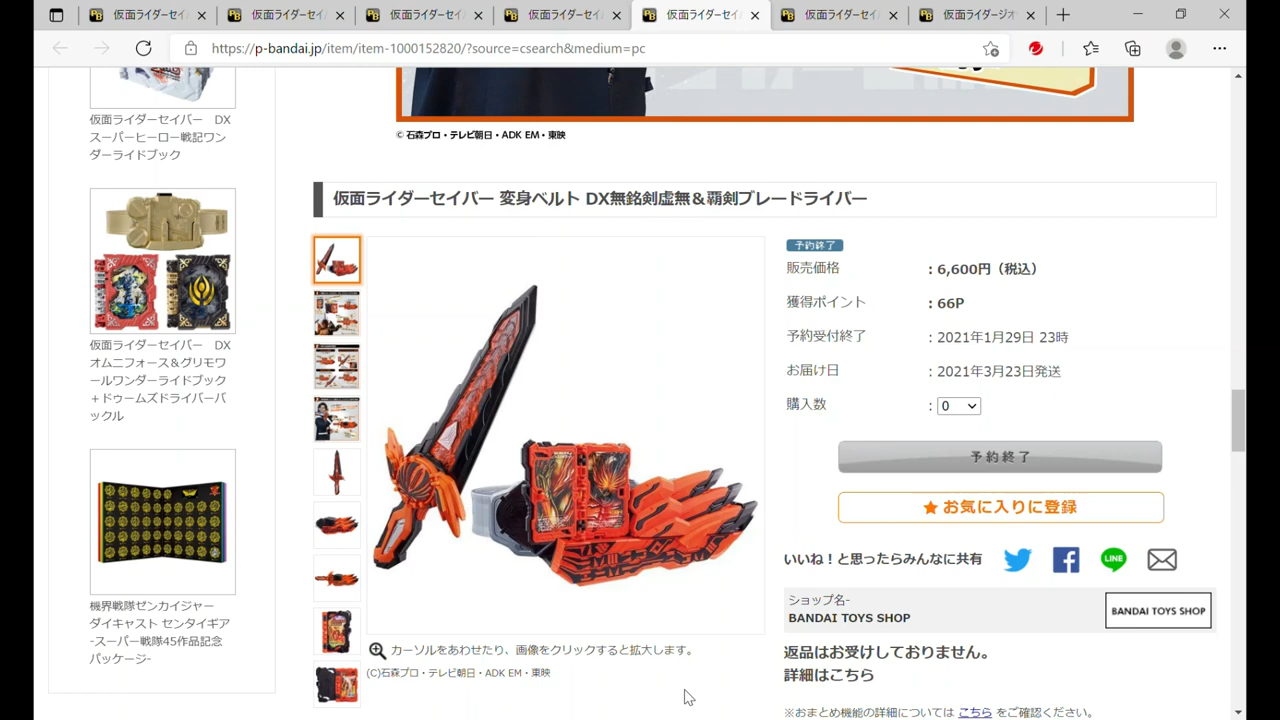 仮面ライダーセイバ
仮面ライダーセイバ
仮面ライダーセイバ
仮面ライダーセイバ
仮面ライダーセイバ
仮面ライダーセイバ
仮面ライダージオ
https://p-bandai.jp/item/item-1000152820/?source=csearch&medium=pc
© 石森プロ・テレビ朝日・ADK EM・東映
仮面ライダーセイバー　DX
スーパーヒーロー戦記ワン
ダーライドブック
仮面ライダーセイバー 変身ベルト DX無銘剣虚無＆覇剣ブレードライバー
予約終了
販売価格 : 6,600円（税込）
獲得ポイント : 66P
予約受付終了 : 2021年1月29日 23時
お届け日 : 2021年3月23日発送
購入数 : 0
予約終了
★ お気に入りに登録
いいね！と思ったらみんなに共有
LINE
ショップ名-
BANDAI TOYS SHOP
BANDAI TOYS SHOP
返品はお受けしておりません。
詳細はこちら
※おまとめ機能の詳細については こちら をご確認ください。
仮面ライダーセイバー　DX
オムニフォース＆グリモワ
ールワンダーライドブック
＋ドゥームズドライバーバ
ックル
機界戦隊ゼンカイジャー
ダイキャスト センタイギア
-スーパー戦隊45作品記念
パッケージ-
カーソルをあわせたり、画像をクリックすると拡大します。
(C)石森プロ・テレビ朝日・ADK EM・東映